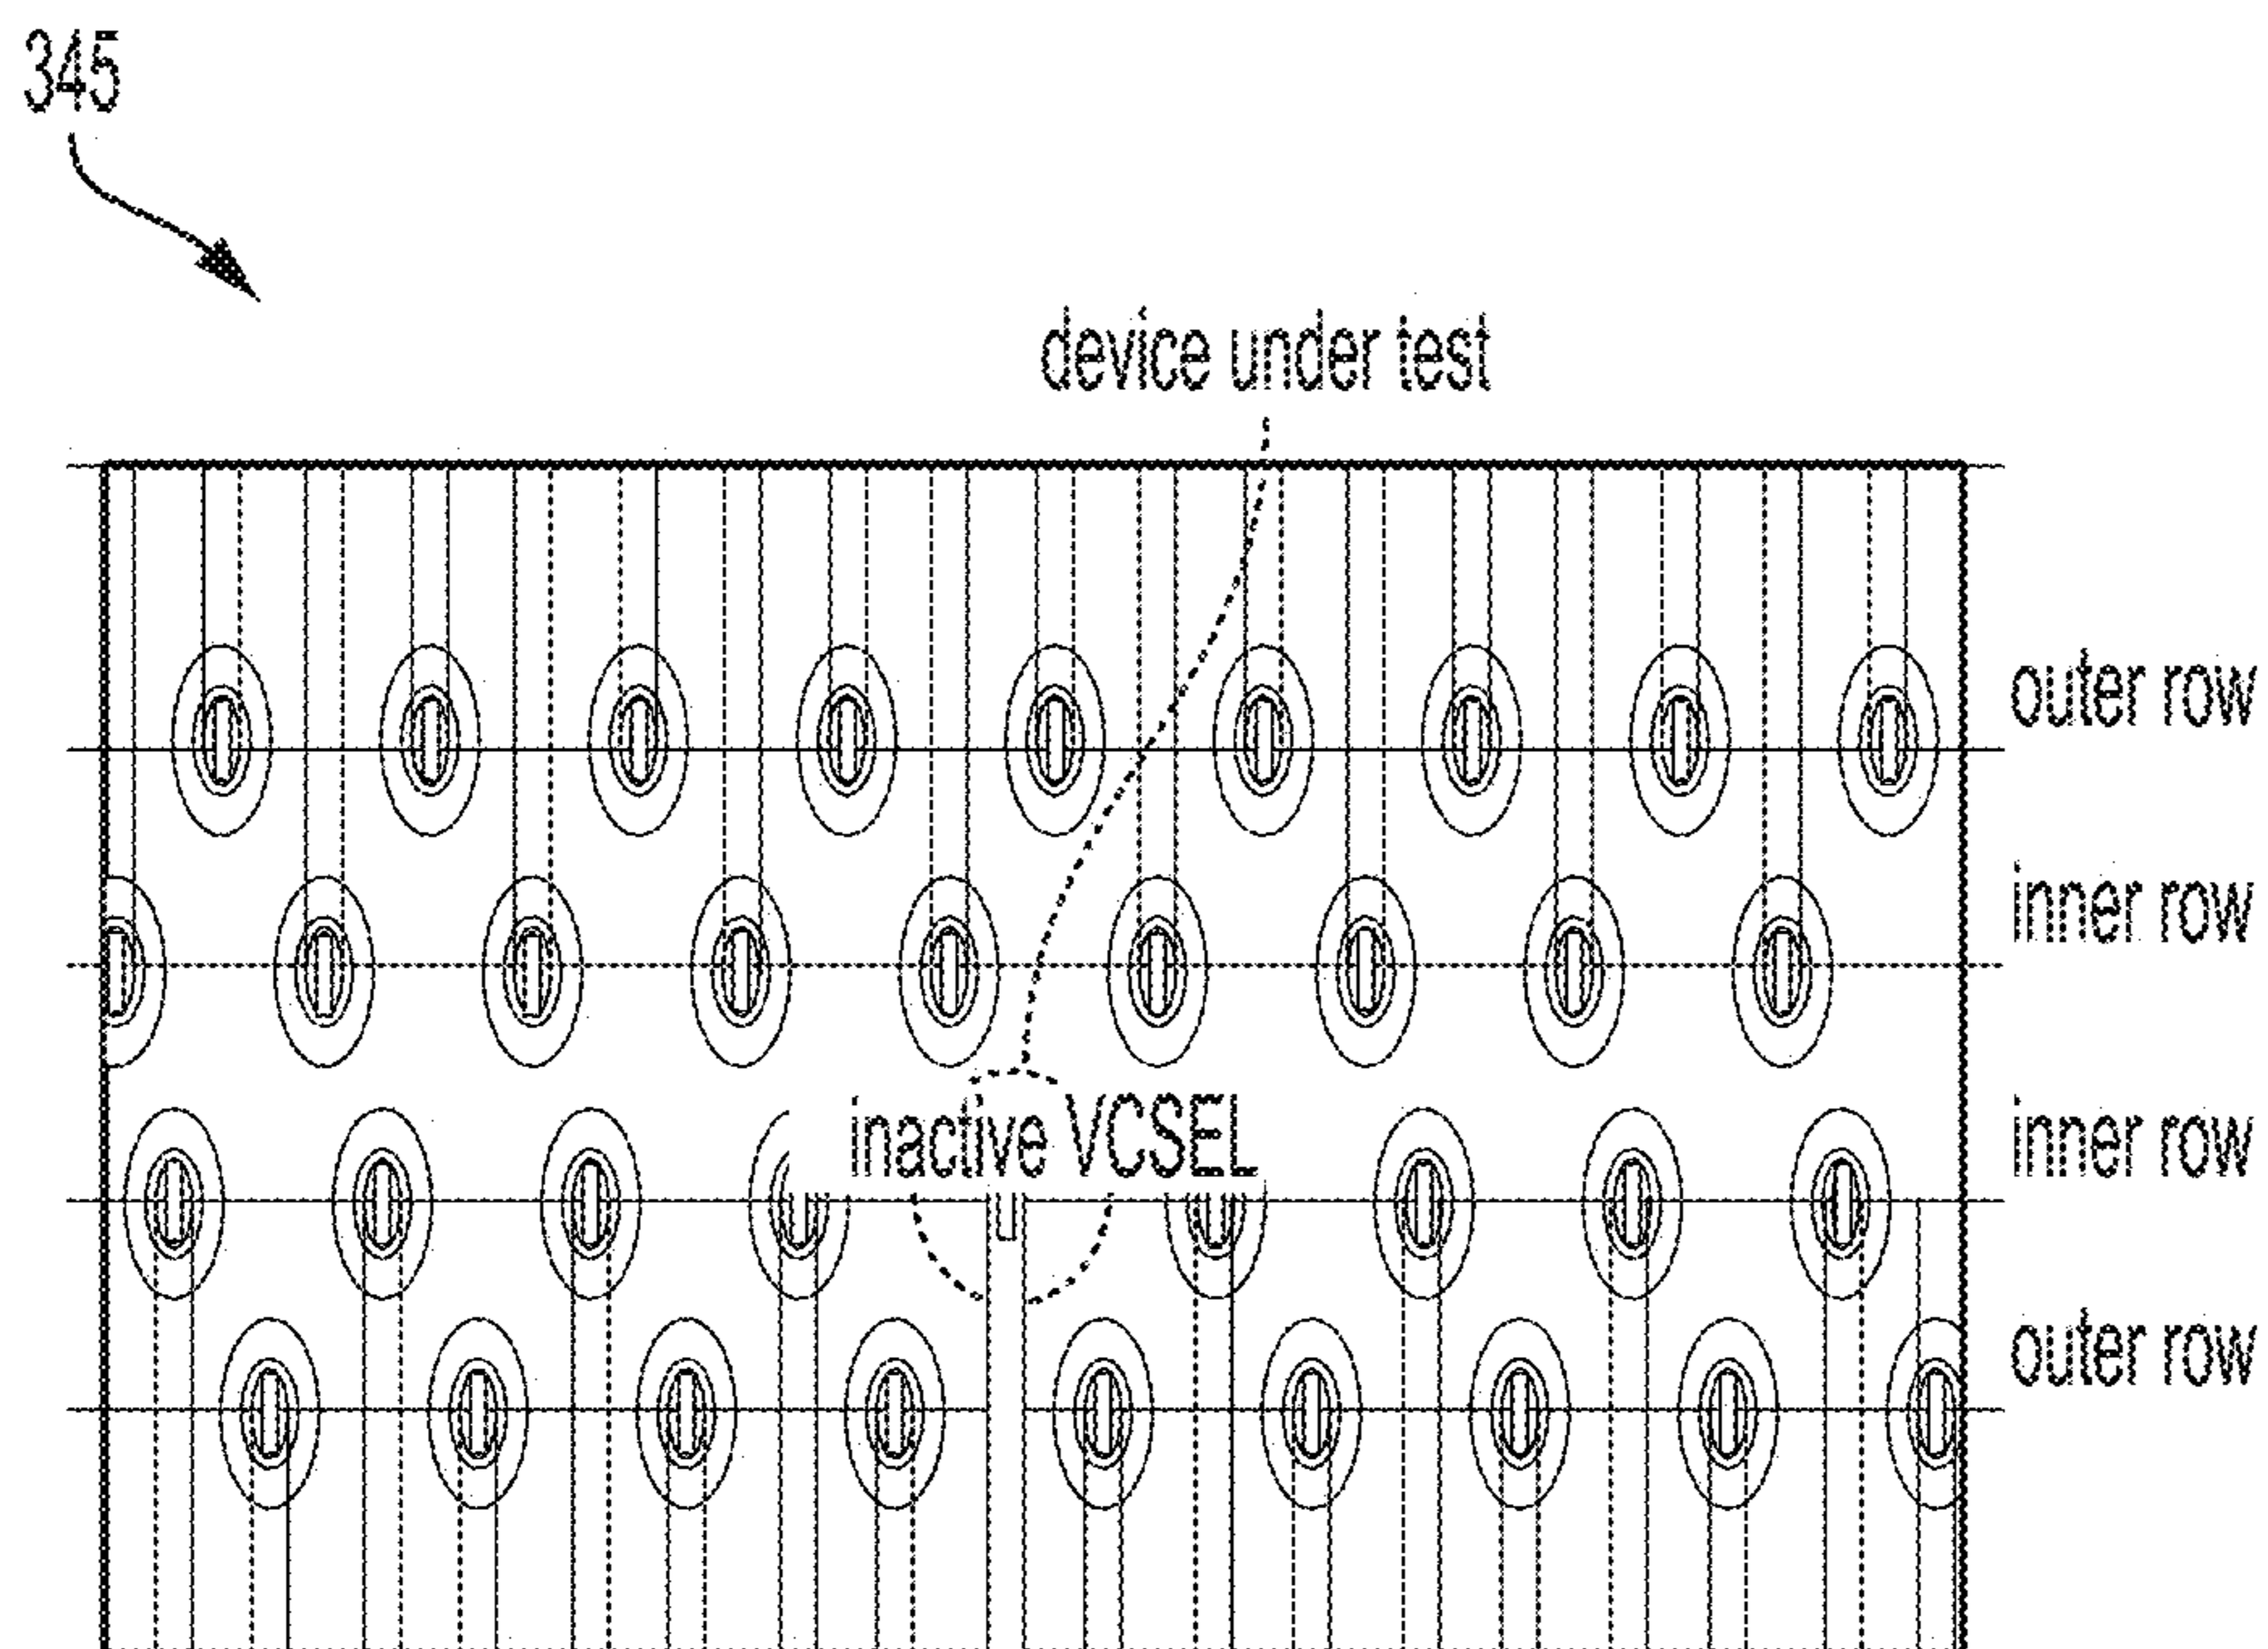 345
device under test
outer row
inner row
inactive VCSEL
inner row
outer row